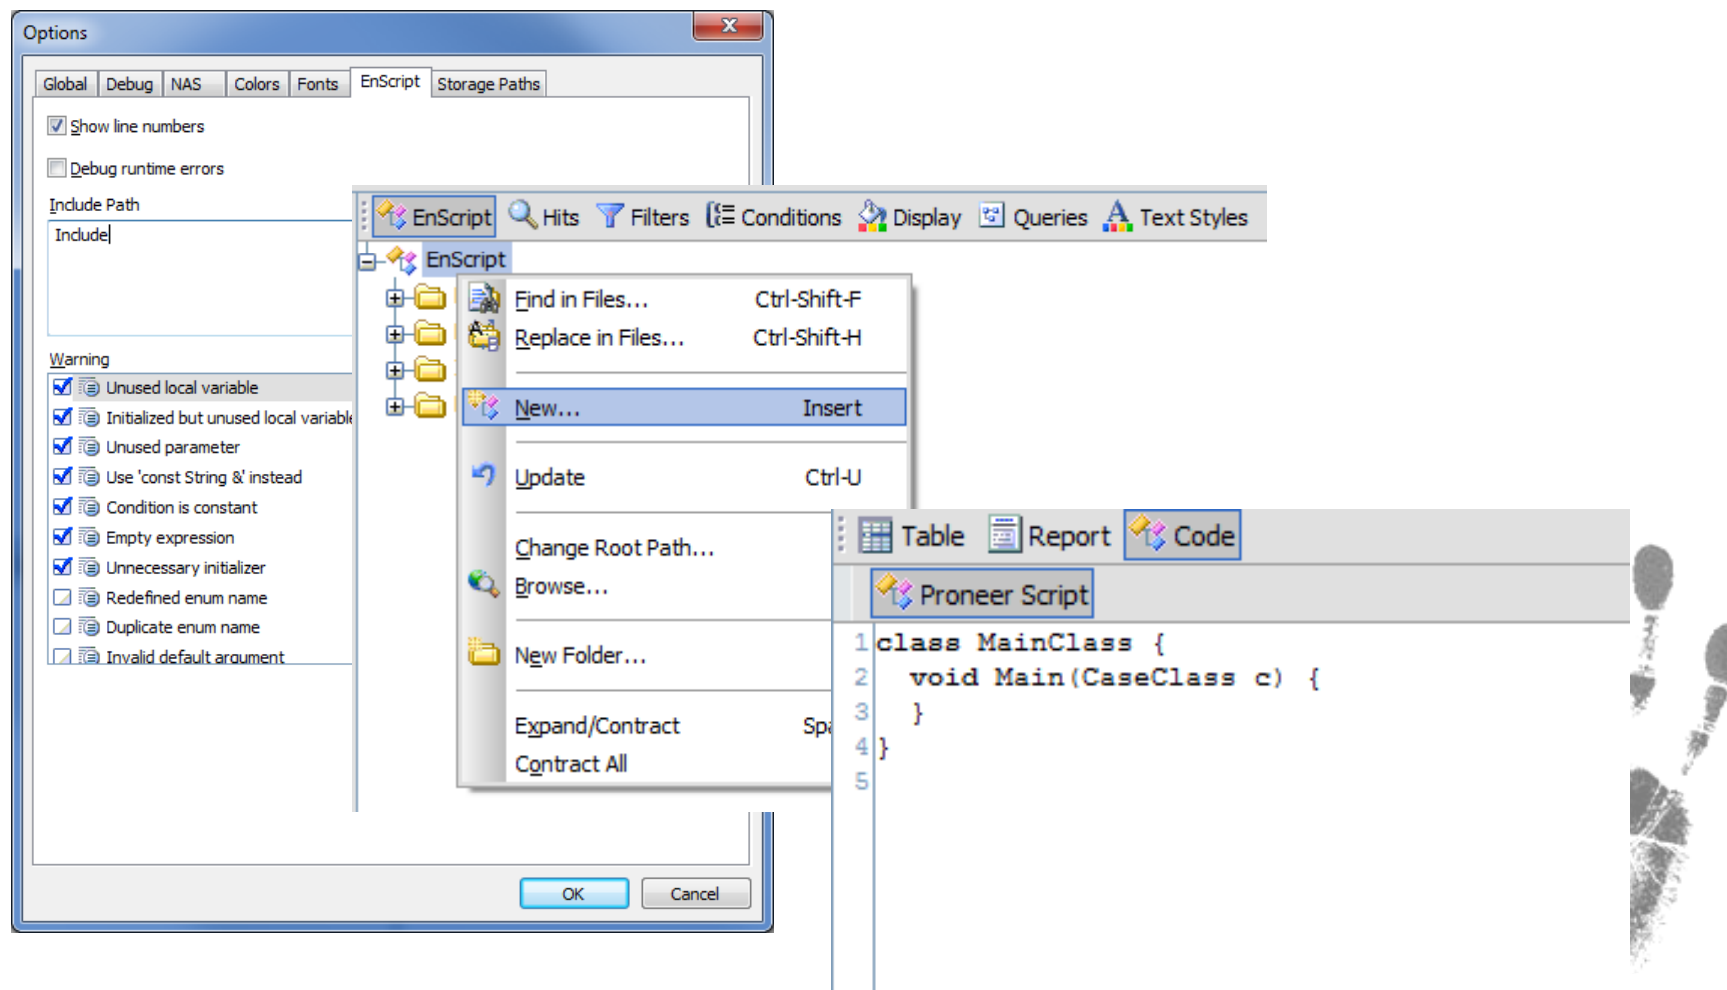 Options
Global Debug NAS Colors Fonts EnScript Storage Paths
Show line numbers
Debug runtime errors
Include Path
Include
Warning
Unused local variable
Initialized but unused local variable
Unused parameter
Use 'const String &' instead
Condition is constant
Empty expression
Unnecessary initializer
Redefined enum name
Duplicate enum name
Invalid default argument
OK Cancel
EnScript Hits Filters Conditions Display Queries Text Styles
EnScript
Find in Files... Ctrl-Shift-F
Replace in Files... Ctrl-Shift-H
New... Insert
Update Ctrl-U
Change Root Path...
Browse...
New Folder...
Expand/Contract
Contract All
Table Report Code
Proneer Script
1 class MainClass {
2 void Main(CaseClass c) {
3 }
4 }
5